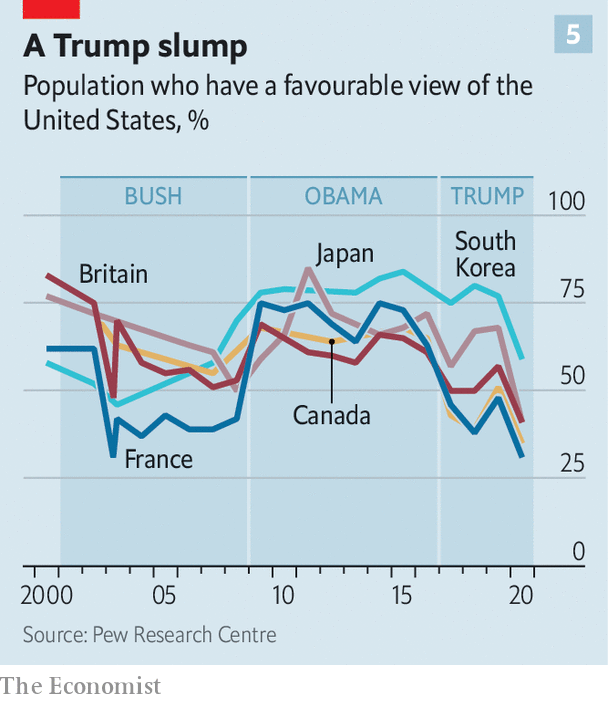 A Trump slump
5
Population who have a favourable view of the
United States, %
BUSH
OBAMA
TRUMP
100
Britain
Japan
South
Korea
75
50
Canada
France
25
0
2000
05
10
15
20
Source: Pew Research Centre
The Economist